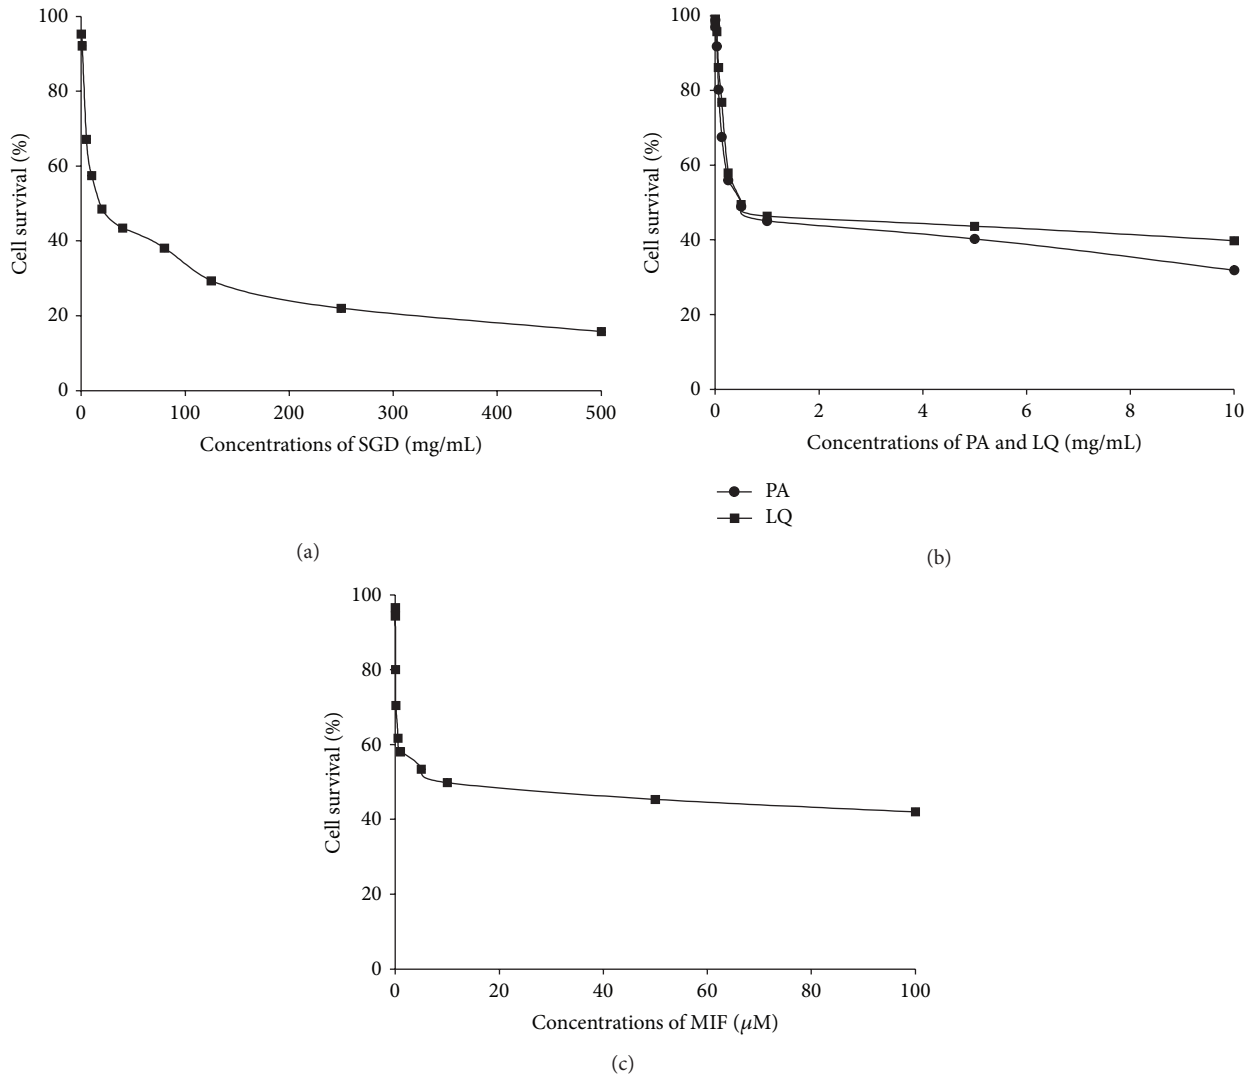 100
80
60
40
20
0
Cell survival (%)
0 100 200 300 400 500
Concentrations of SGD (mg/mL)
(a)
100
80
60
40
20
0
Cell survival (%)
0 2 4 6 8 10
Concentrations of PA and LQ (mg/mL)
PA
LQ
(b)
100
80
60
40
20
0
Cell survival (%)
0 20 40 60 80 100
Concentrations of MIF (μM)
(c)